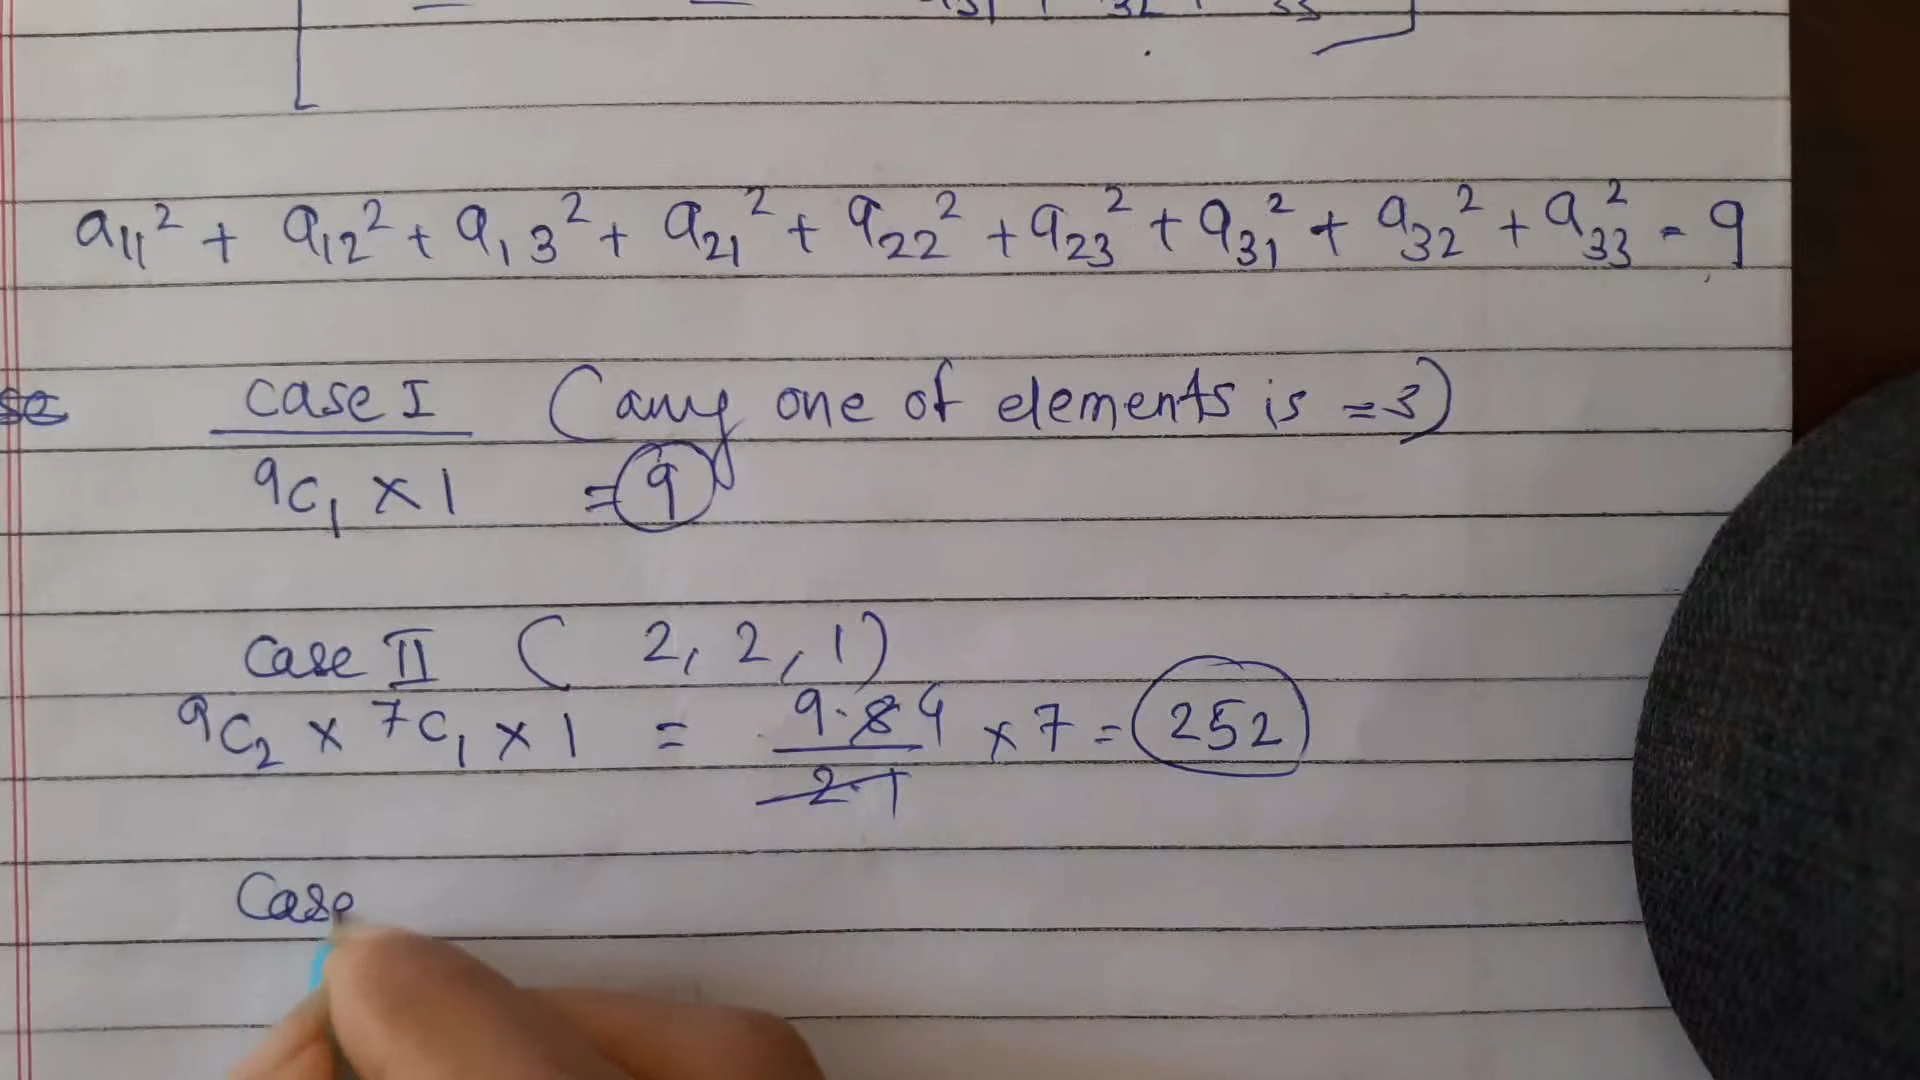 a₁₁² + a₁₂² + a₁₃² + a₂₁² + a₂₂² + a₂₃² + a₃₁² + a₃₂² + a₃₃² = 9
case I (any one of elements is = 3)
⁹C₁ × 1 = 9
Case II ( 2, 2, 1)
⁹C₂ × ⁷C₁ × 1 = 9·8 4 / 2·1 × 7 = 252
Case